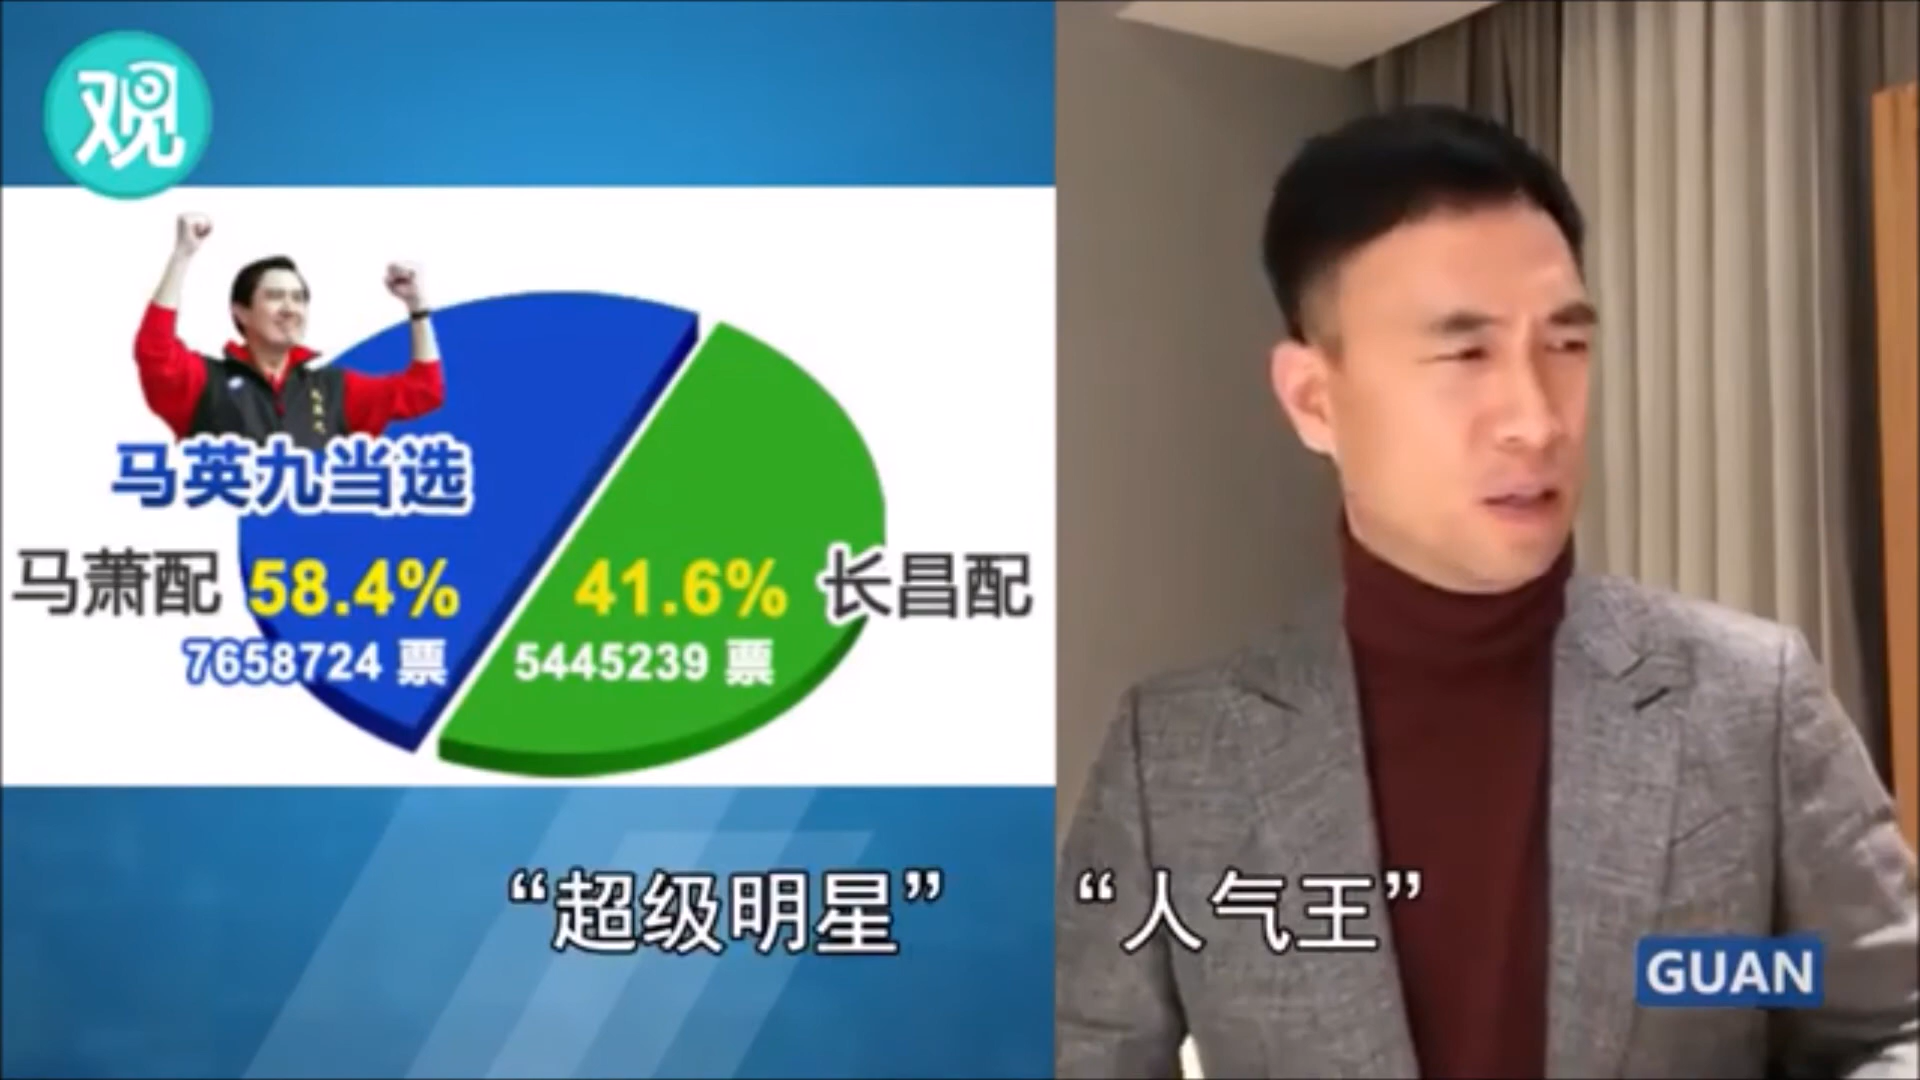 观
马英九当选
马萧配 58.4% 41.6% 长昌配
7658724 票 5445239 票
“超级明星” “人气王”
GUAN